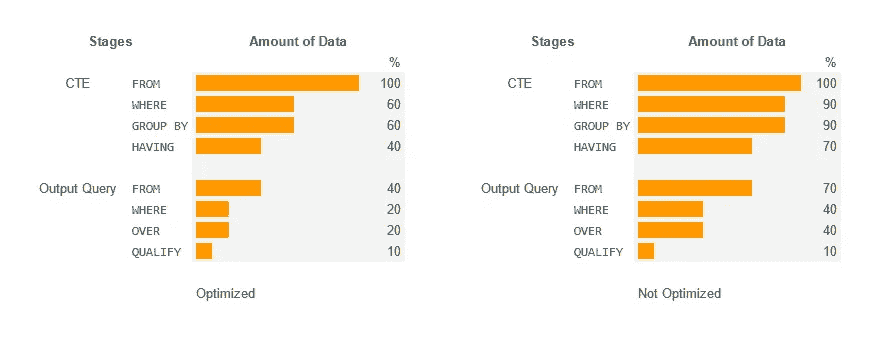 Stages Amount of Data
%
CTE FROM 100
WHERE 60
GROUP BY 60
HAVING 40
Output Query FROM 40
WHERE 20
OVER 20
QUALIFY 10
Optimized
Stages Amount of Data
%
CTE FROM 100
WHERE 90
GROUP BY 90
HAVING 70
Output Query FROM 70
WHERE 40
OVER 40
QUALIFY 10
Not Optimized